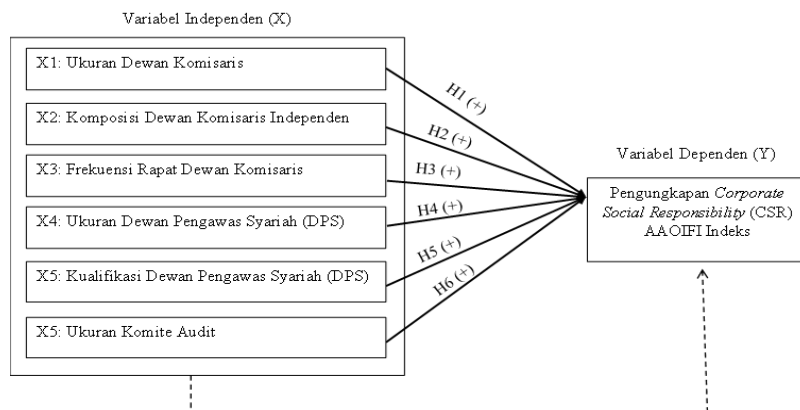 Variabel Independen (X)
X1: Ukuran Dewan Komisaris
X2: Komposisi Dewan Komisaris Independen
X3: Frekuensi Rapat Dewan Komisaris
X4: Ukuran Dewan Pengawas Syariah (DPS)
X5: Kualifikasi Dewan Pengawas Syariah (DPS)
X5: Ukuran Komite Audit
H1 (+)
H2 (+)
H3 (+)
H4 (+)
H5 (+)
H6 (+)
Variabel Dependen (Y)
Pengungkapan Corporate
Social Responsibility (CSR)
AAOIFI Indeks